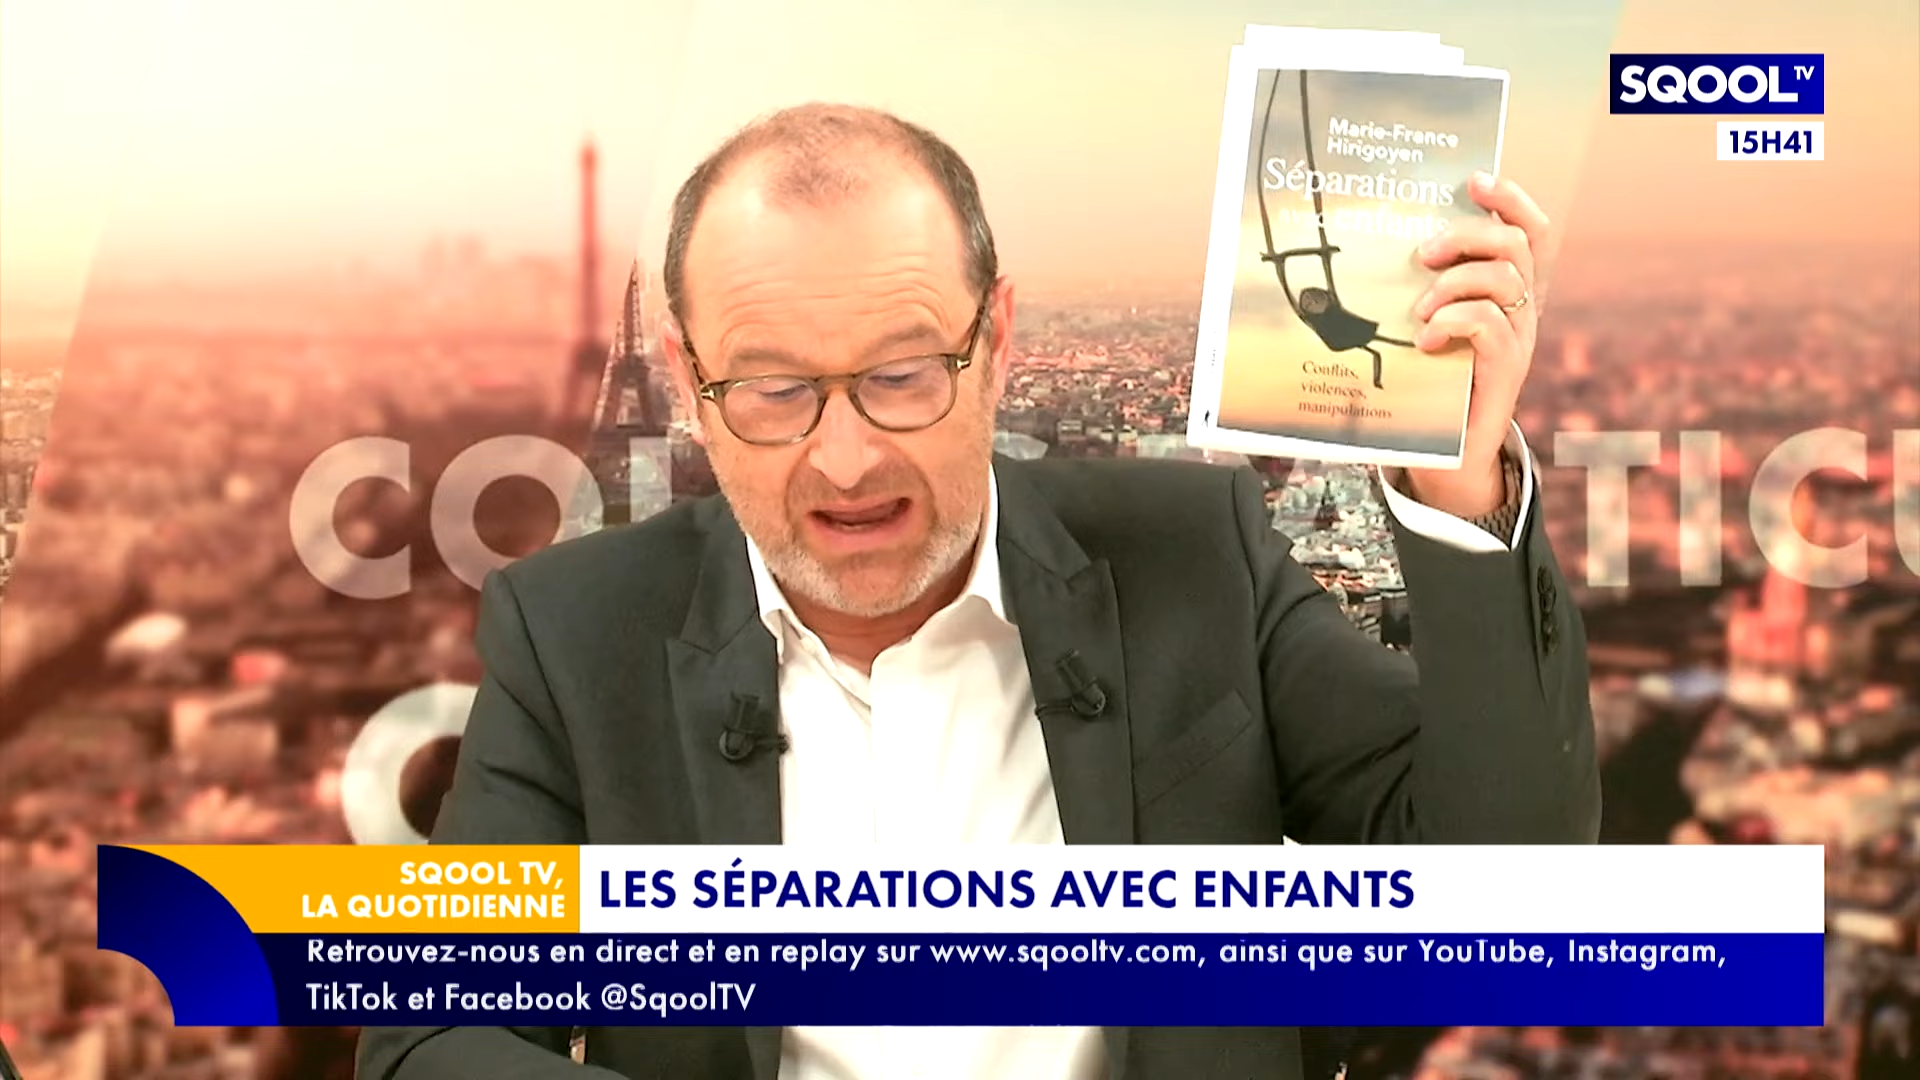 SQOOL TV
15H41
Marie-France
Hirigoyen
Séparations
avec enfants
Conflits,
violences,
manipulations
SQOOL TV,
LA QUOTIDIENNE
LES SÉPARATIONS AVEC ENFANTS
Retrouvez-nous en direct et en replay sur www.sqooltv.com, ainsi que sur YouTube, Instagram,
TikTok et Facebook @SqoolTV